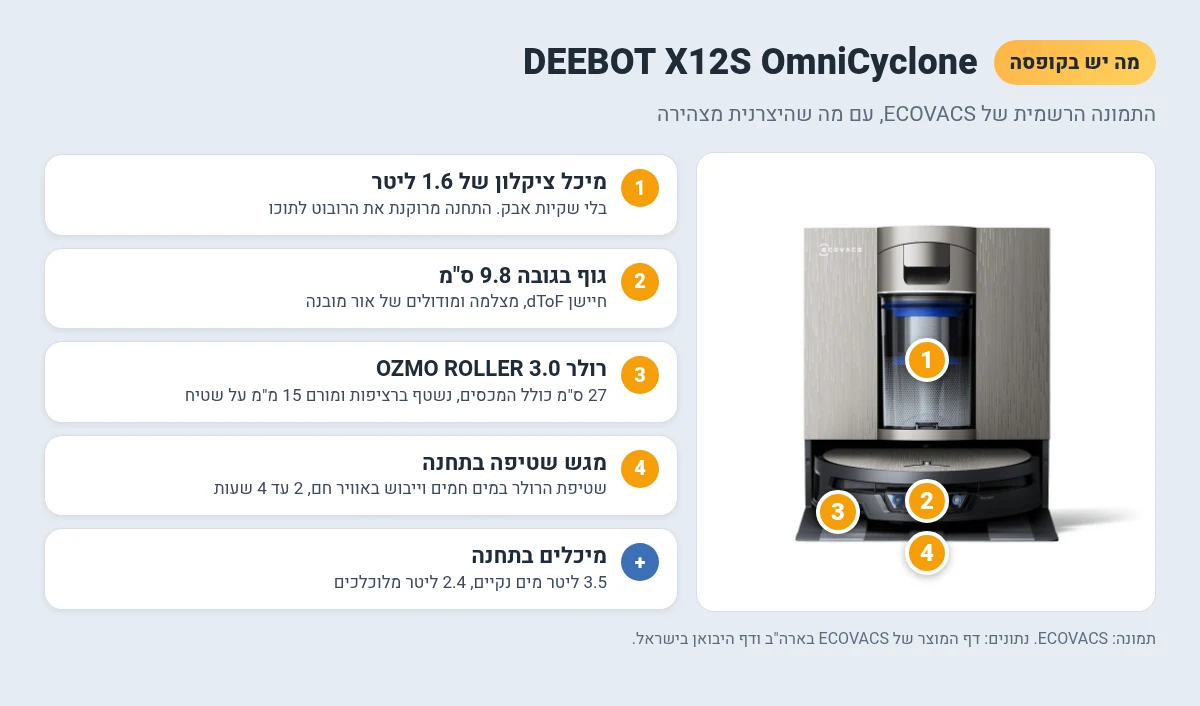 מה יש בקופסה
DEEBOT X12S OmniCyclone
התמונה הרשמית של ECOVACS, עם מה שהיצרנית מצהירה
ECOVACS
1
2
3
4
1
מיכל ציקלון של 1.6 ליטר
בלי שקיות אבק. התחנה מרוקנת את הרובוט לתוכו
2
גוף בגובה 9.8 ס"מ
חיישן dToF, מצלמה ומודולים של אור מובנה
3
רולר OZMO ROLLER 3.0
27 ס"מ כולל המכסים, נשטף ברציפות ומורם 15 מ"מ על שטיח
4
מגש שטיפה בתחנה
שטיפת הרולר במים חמים וייבוש באוויר חם, 2 עד 4 שעות
+
מיכלים בתחנה
3.5 ליטר מים נקיים, 2.4 ליטר מלוכלכים
תמונה: ECOVACS. נתונים: דף המוצר של ECOVACS בארה"ב ודף היבואן בישראל.